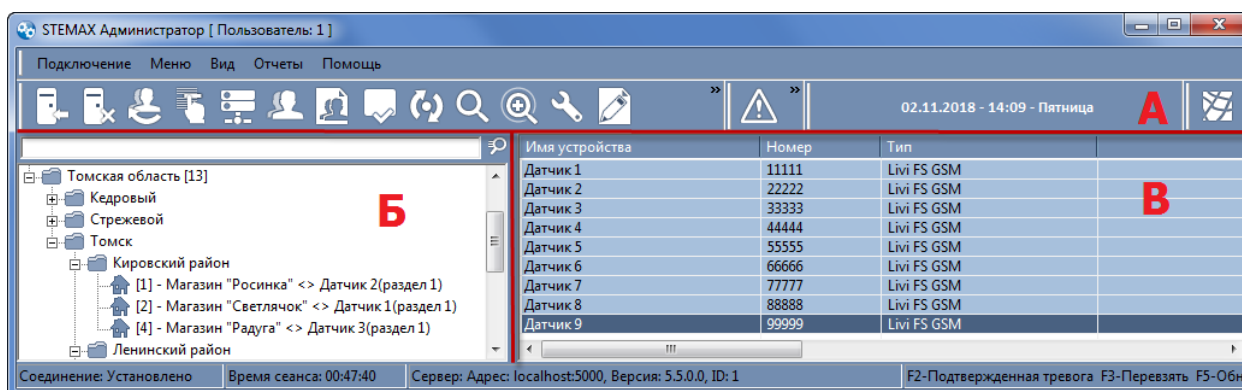 STEMAX Администратор [ Пользователь: 1 ]
Подключение Меню Вид Отчеты Помощь
» » 02.11.2018 - 14:09 - Пятница А
Имя устройства Номер Тип
Томская область [13]
Кедровый
Стрежевой
Томск
Кировский район
[1] - Магазин "Росинка" <> Датчик 2(раздел 1)
[2] - Магазин "Светлячок" <> Датчик 1(раздел 1)
[4] - Магазин "Радуга" <> Датчик 3(раздел 1)
Ленинский район
Б
Датчик 1 11111 Livi FS GSM
Датчик 2 22222 Livi FS GSM
Датчик 3 33333 Livi FS GSM
Датчик 4 44444 Livi FS GSM
Датчик 5 55555 Livi FS GSM
Датчик 6 66666 Livi FS GSM
Датчик 7 77777 Livi FS GSM
Датчик 8 88888 Livi FS GSM
Датчик 9 99999 Livi FS GSM
В
Соединение: Установлено Время сеанса: 00:47:40 Сервер: Адрес: localhost:5000, Версия: 5.5.0.0, ID: 1 F2-Подтвержденная тревога F3-Перевзять F5-Обн